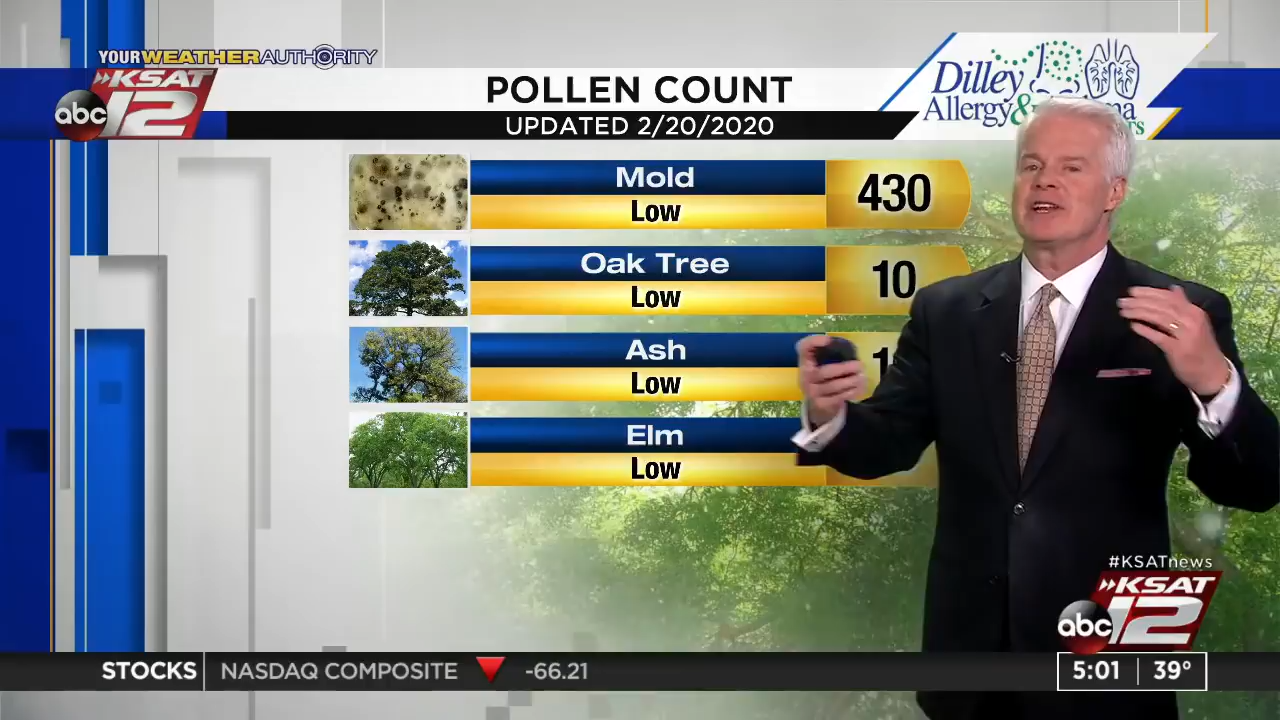 YOUR WEATHER AUTHORITY
KSAT
abc 12
POLLEN COUNT
UPDATED 2/20/2020
Dilley
Allergy &
Mold
Low
430
Oak Tree
Low
10
Ash
Low
Elm
Low
#KSATnews
KSAT
abc 12
STOCKS NASDAQ COMPOSITE -66.21
5:01 39°